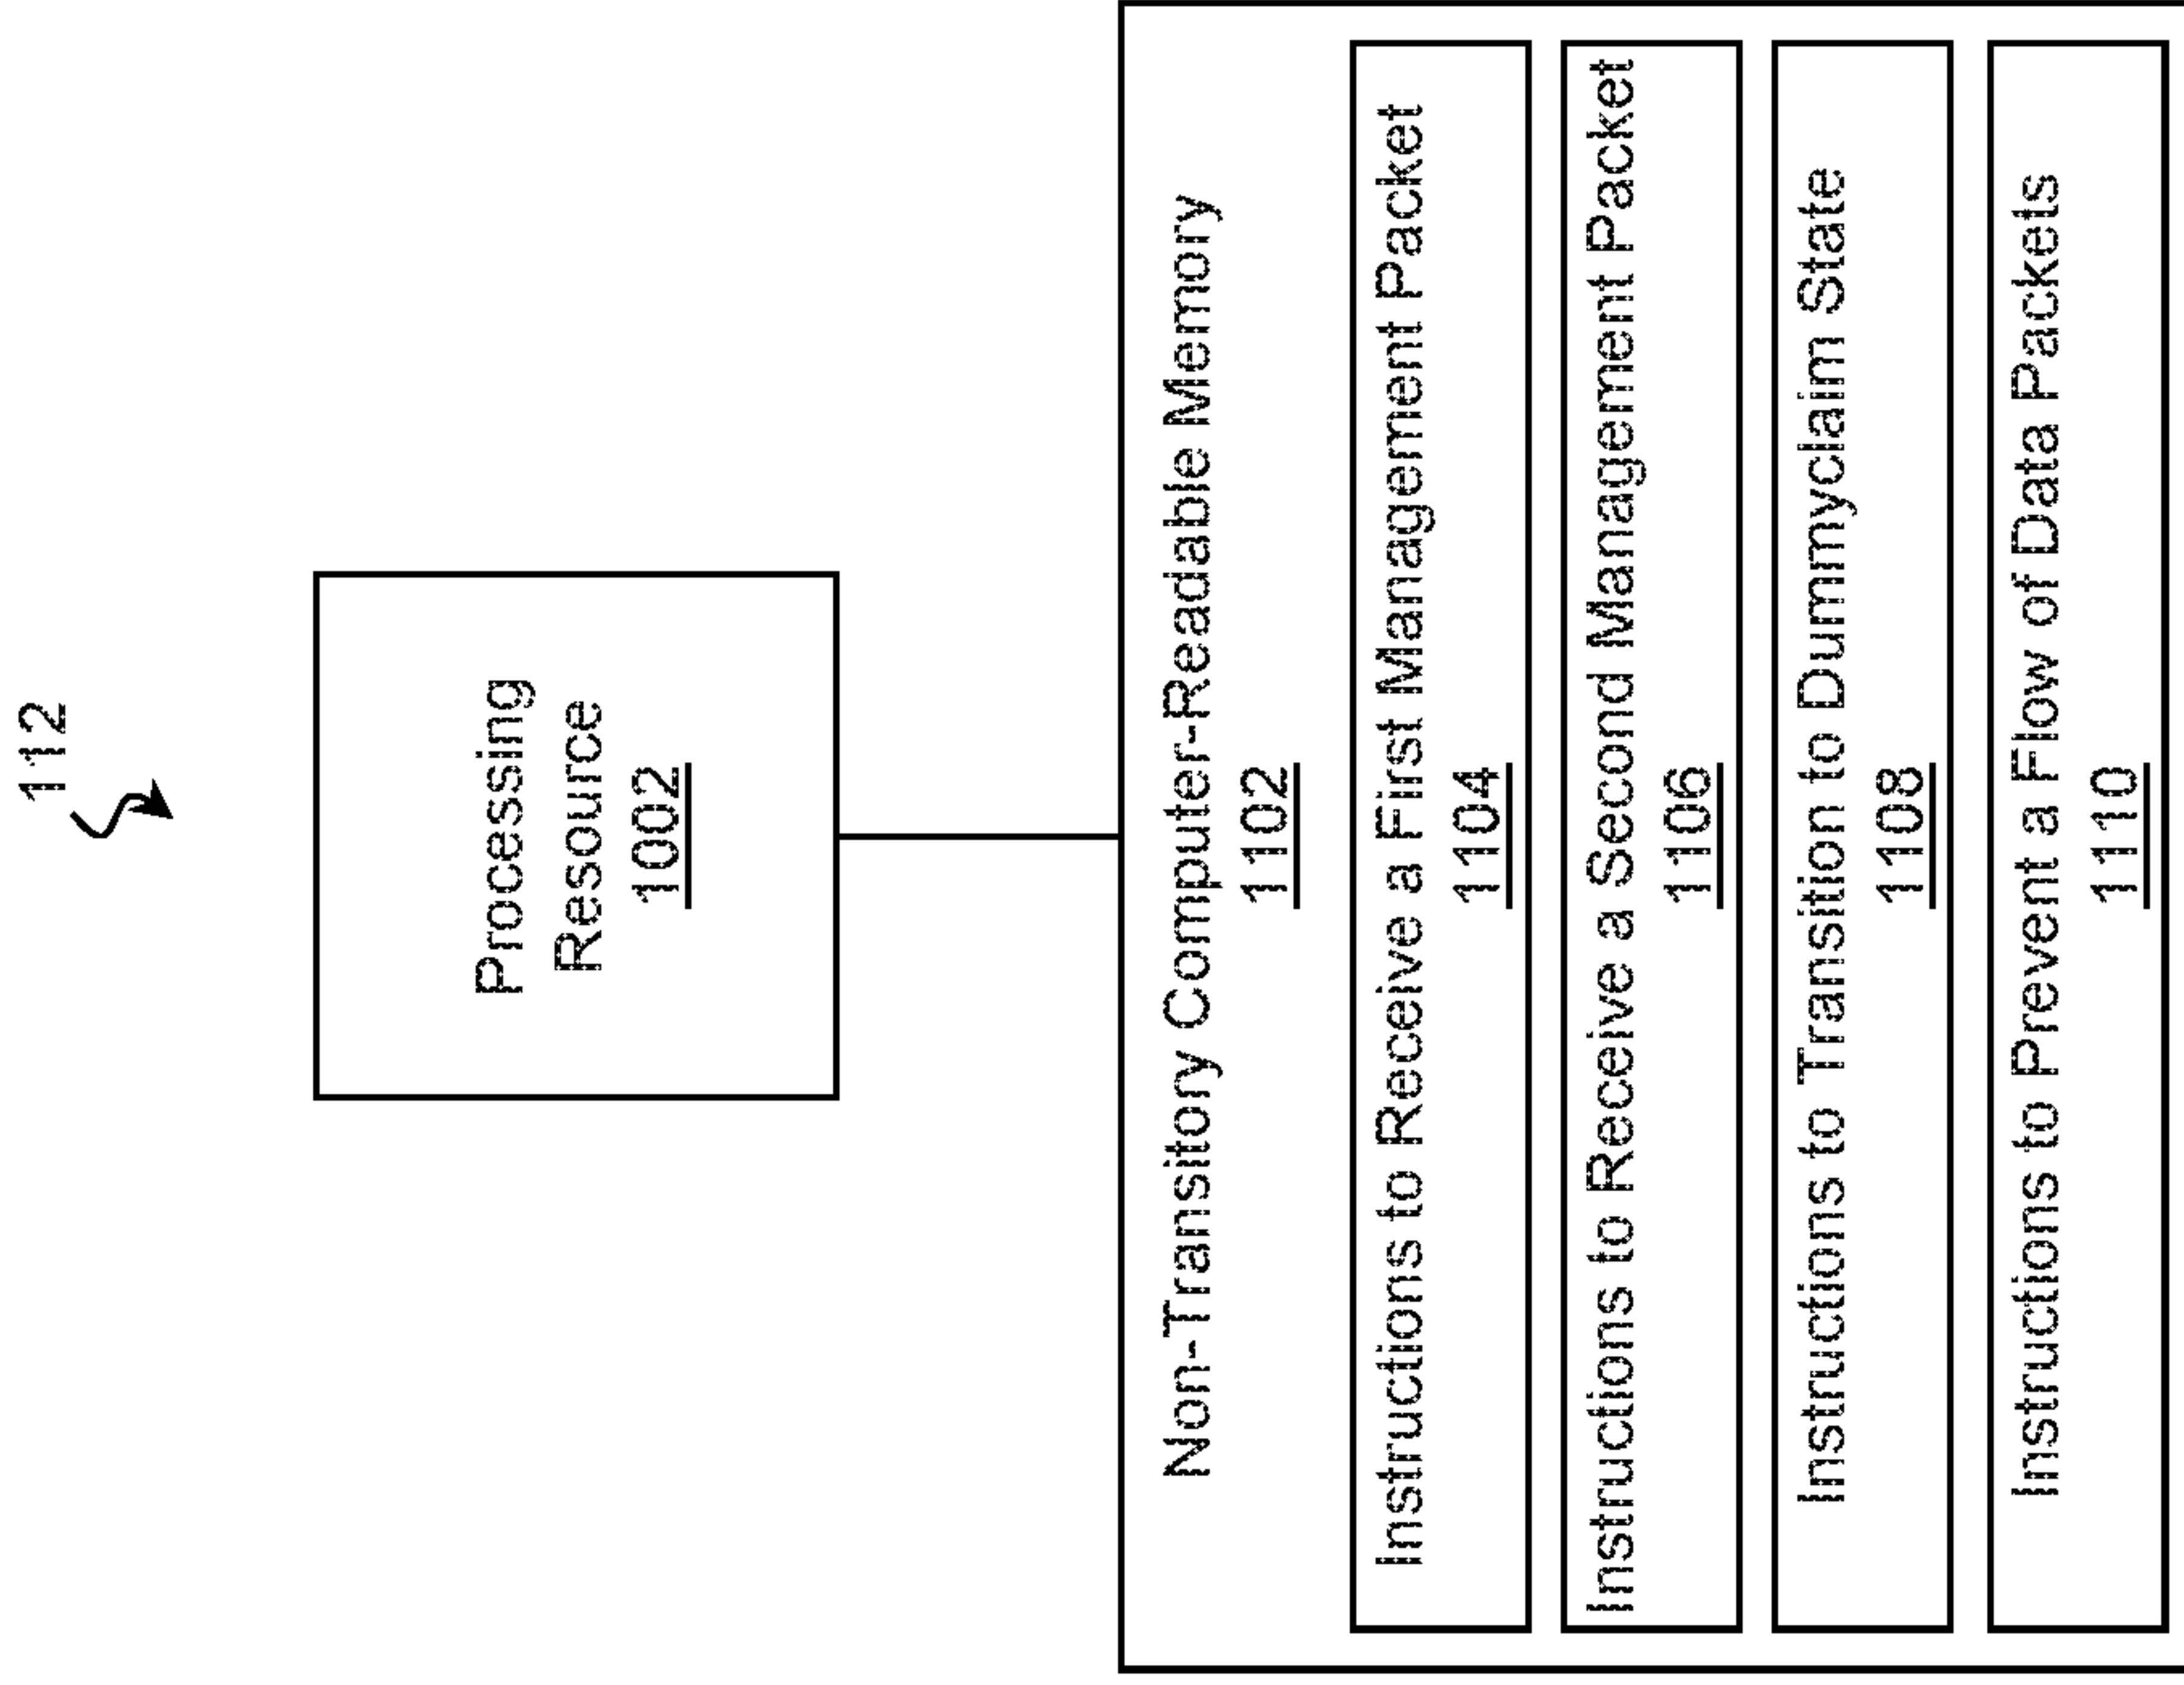 112
Processing
Resource
1002
Non-Transitory Computer-Readable Memory
1102
Instructions to Receive a First Management Packet
1104
Instructions to Receive a Second Management Packet
1106
Instructions to Transition to Dummyclaim State
1108
Instructions to Prevent a Flow of Data Packets
1110